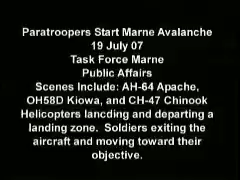 Paratroopers Start Marne Avalanche
19 July 07
Task Force Marne
Public Affairs
Scenes Include: AH-64 Apache,
OH58D Kiowa, and CH-47 Chinook
Helicopters lancding and departing a
landing zone. Soldiers exiting the
aircraft and moving toward their
objective.